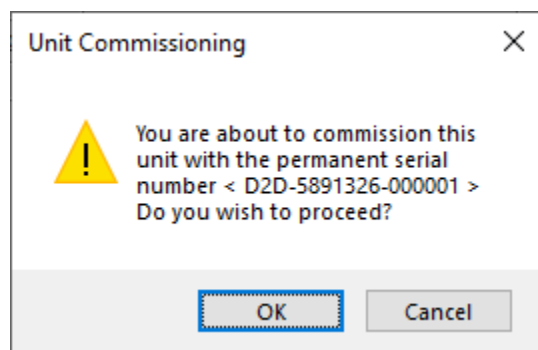 Unit Commissioning
You are about to commission this
unit with the permanent serial
number < D2D-5891326-000001 >
Do you wish to proceed?
OK
Cancel